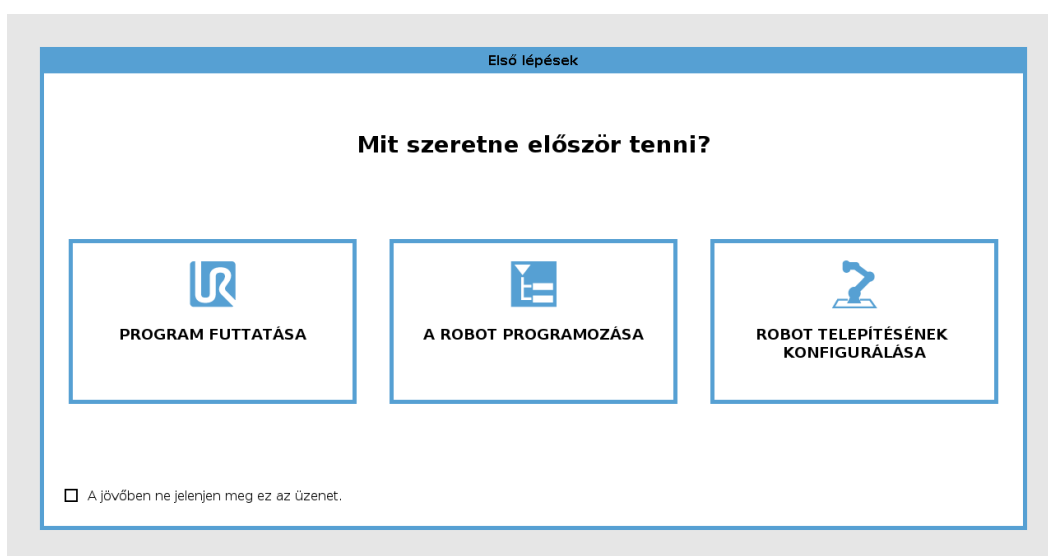 Első lépések
Mit szeretne először tenni?
PROGRAM FUTTATÁSA
A ROBOT PROGRAMOZÁSA
ROBOT TELEPÍTÉSÉNEK
KONFIGURÁLÁSA
A jövőben ne jelenjen meg ez az üzenet.